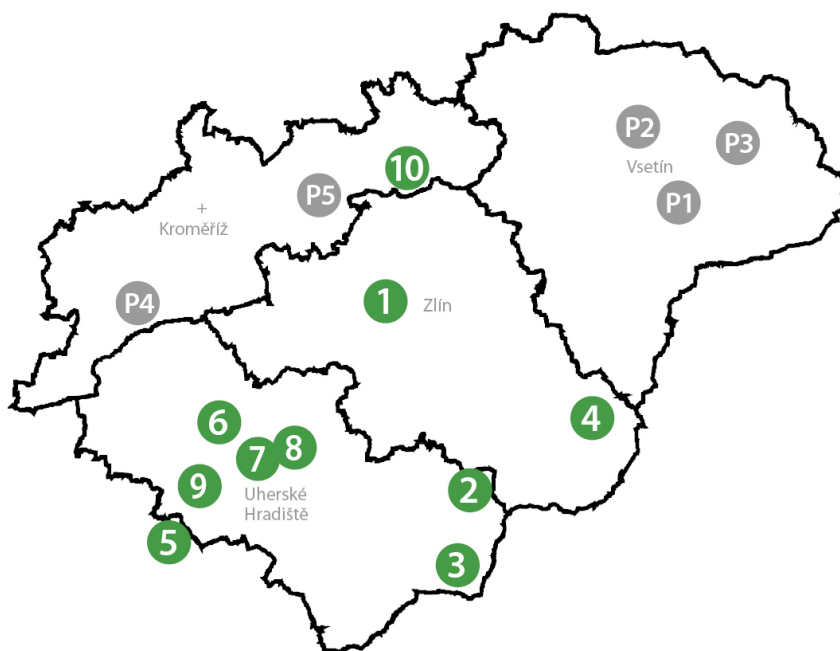 P2
P3
10
Vsetín
P5
P1
+
Kroměříž
P4
1
Zlín
6
4
8
7
9
2
Uherské
Hradiště
5
3